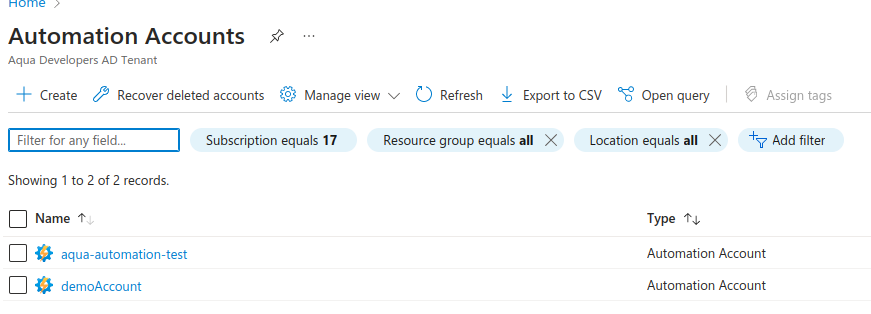 Home >
Automation Accounts ...
Aqua Developers AD Tenant
Create Recover deleted accounts Manage view Refresh Export to CSV Open query Assign tags
Filter for any field... Subscription equals 17 Resource group equals all Location equals all Add filter
Showing 1 to 2 of 2 records.
Name Type
aqua-automation-test Automation Account
demoAccount Automation Account